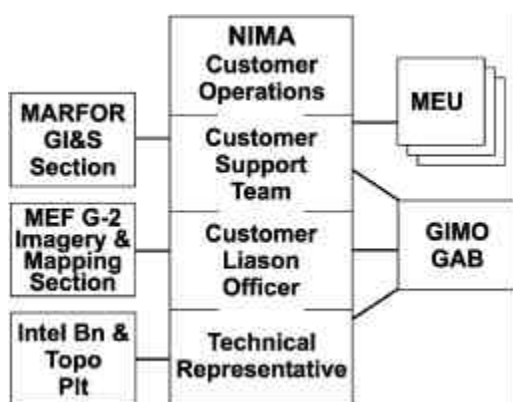 MARFOR
GI&S
Section
MEF G-2
Imagery &
Mapping
Section
Intel Bn &
Topo
Plt
NIMA
Customer
Operations
Customer
Support
Team
Customer
Liason
Officer
Technical
Representative
MEU
GIMO
GAB